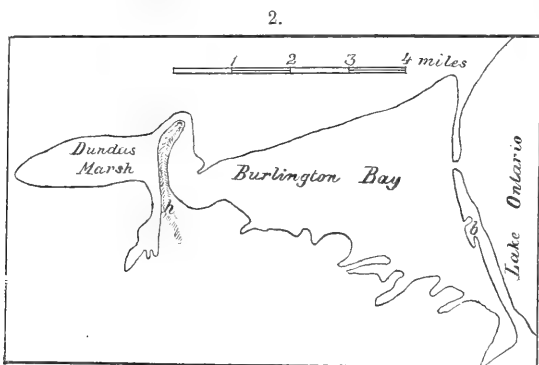 2.
1 2 3 4 miles
Dundas
Marsh
Burlington Bay
Lake Ontario
h
b